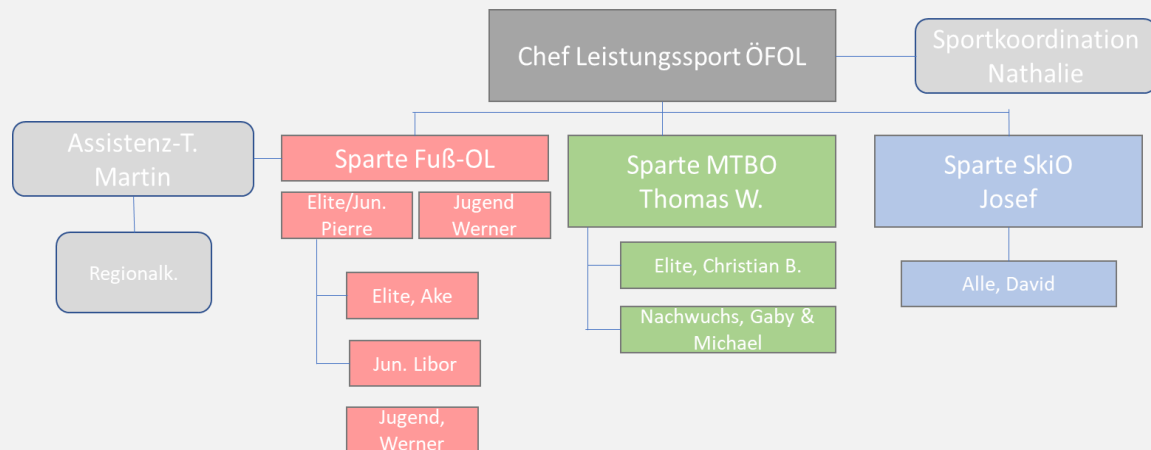 Chef Leistungssport ÖFOL
Sportkoordination
Nathalie
Assistenz-T.
Martin
Sparte Fuß-OL
Sparte MTBO
Thomas W.
Sparte SkiO
Josef
Elite/Jun.
Pierre
Jugend
Werner
Regionalk.
Elite, Christian B.
Alle, David
Elite, Ake
Nachwuchs, Gaby &
Michael
Jun. Libor
Jugend,
Werner